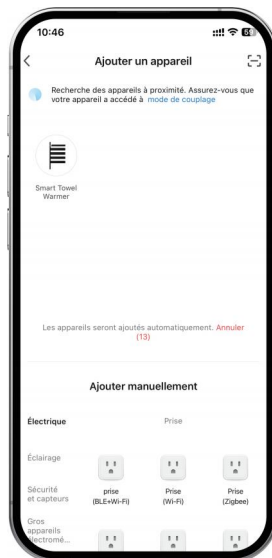 10:46
Ajouter un appareil
Recherche des appareils à proximité. Assurez-vous que
votre appareil a accédé à mode de couplage
Smart Towel
Warmer
Les appareils seront ajoutés automatiquement. Annuler
(13)
Ajouter manuellement
Électrique
Prise
Éclairage
Sécurité
et capteurs
prise
(BLE+Wi-Fi)
Prise
(Wi-Fi)
Prise
(Zigbee)
Gros
appareils
électromé...